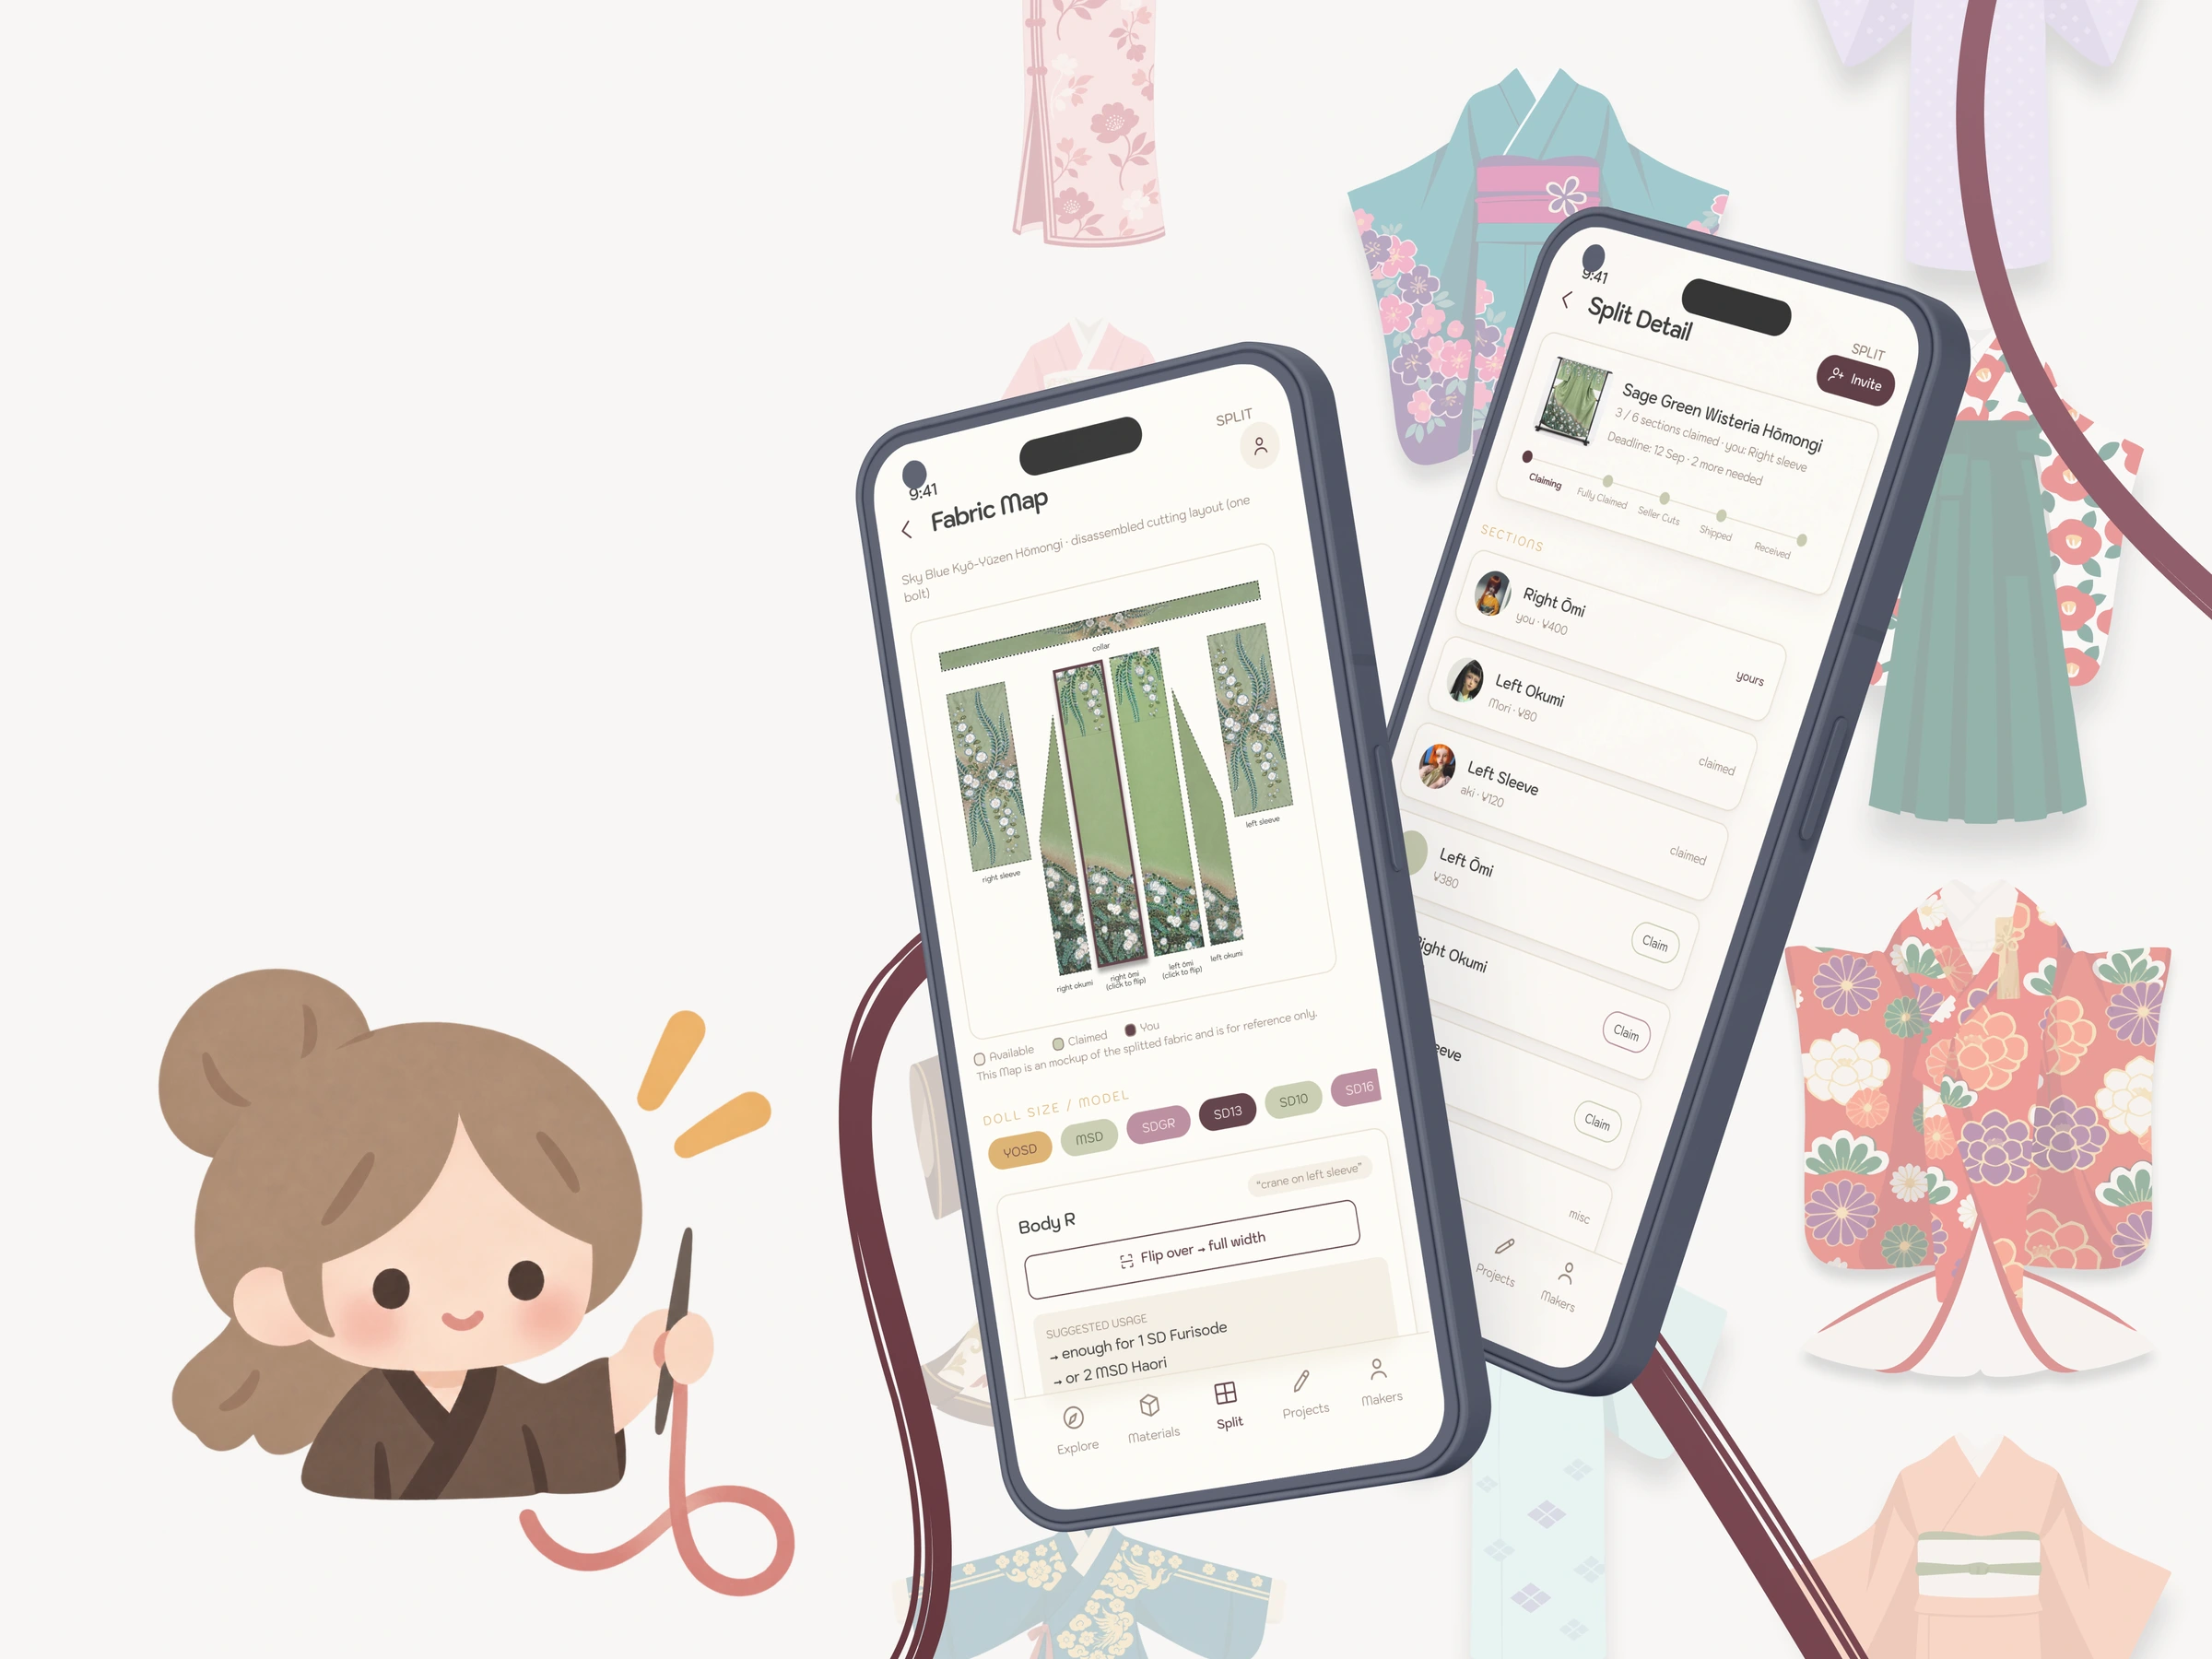 9:41
SPLIT
Fabric Map
Sky Blue Kyō-Yūzen Hōmongi · disassembled cutting layout (one
bolt)
collar
right sleeve
left sleeve
right okumi
right ōmi
(click to flip)
left ōmi
(click to flip)
left okumi
Available
Claimed
You
This Map is an mockup of the splitted fabric and is for reference only.
DOLL SIZE / MODEL
YOSD
MSD
SDGR
SD13
SD10
SD16
"crane on left sleeve"
Body R
Flip over → full width
SUGGESTED USAGE
→ enough for 1 SD Furisode
→ or 2 MSD Haori
Explore
Materials
Split
Projects
Makers
9:41
Split Detail
SPLIT
Invite
Sage Green Wisteria Hōmongi
3 / 6 sections claimed · you: Right sleeve
Deadline: 12 Sep · 2 more needed
Claiming
Fully Claimed
Seller Cuts
Shipped
Received
SECTIONS
Right Ōmi
you · ¥400
yours
Left Okumi
Mori · ¥80
claimed
Left Sleeve
aki · ¥120
claimed
Left Ōmi
¥380
Claim
ight Okumi
Claim
eeve
Claim
misc
Projects
Makers